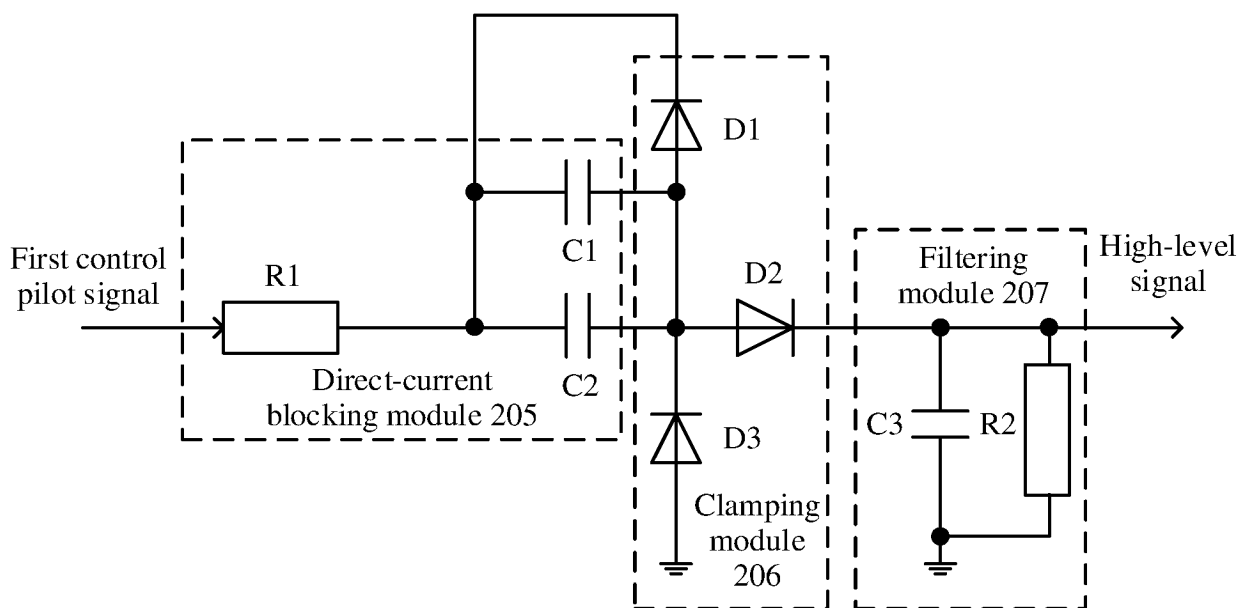 First control
pilot signal
R1
C1
C2
Direct-current
blocking module 205
D1
D2
D3
Clamping
module
206
Filtering
module 207
C3
R2
High-level
signal